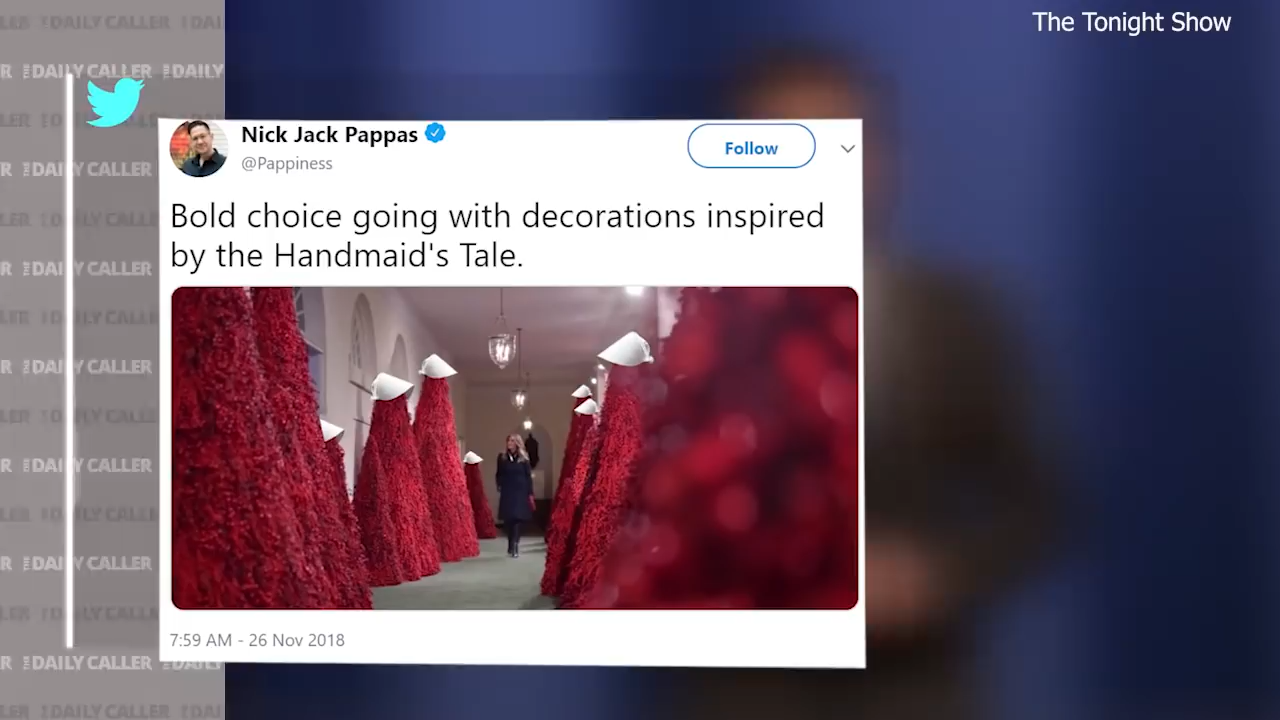 The Tonight Show
THE DAILY CALLER
Nick Jack Pappas
@Pappiness
Follow
Bold choice going with decorations inspired
by the Handmaid's Tale.
7:59 AM - 26 Nov 2018